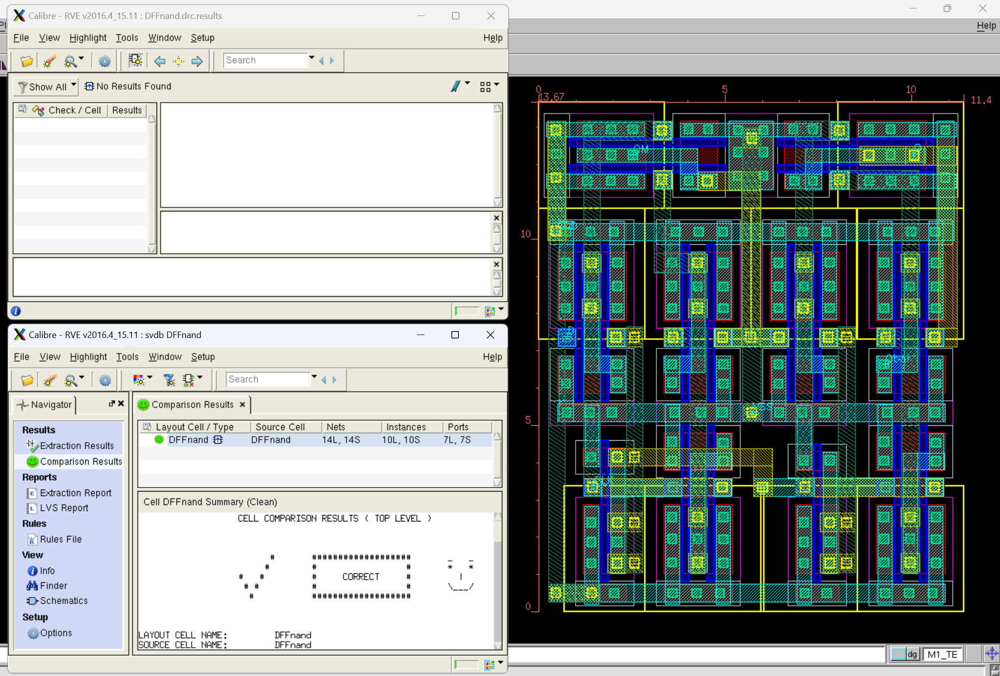 Calibre - RVE v2016.4_15.11 : DFFnand.drc.results
File View Highlight Tools Window Setup Help
Search
Show All No Results Found
Check / Cell Results
Calibre - RVE v2016.4_15.11 : svdb DFFnand
File View Highlight Tools Window Setup Help
Search
Navigator
Results
Extraction Results
Comparison Results
Reports
Extraction Report
LVS Report
Rules
Rules File
View
Info
Finder
Schematics
Setup
Options
Comparison Results
Layout Cell / Type Source Cell Nets Instances Ports
DFFnand DFFnand 14L, 14S 10L, 10S 7L, 7S
Cell DFFnand Summary (Clean)
CELL COMPARISON RESULTS ( TOP LEVEL )
CORRECT
LAYOUT CELL NAME: DFFnand
SOURCE CELL NAME: DFFnand
Help
0 5 10
13.67
11.4
QM
10
5
0
dg M1_TE